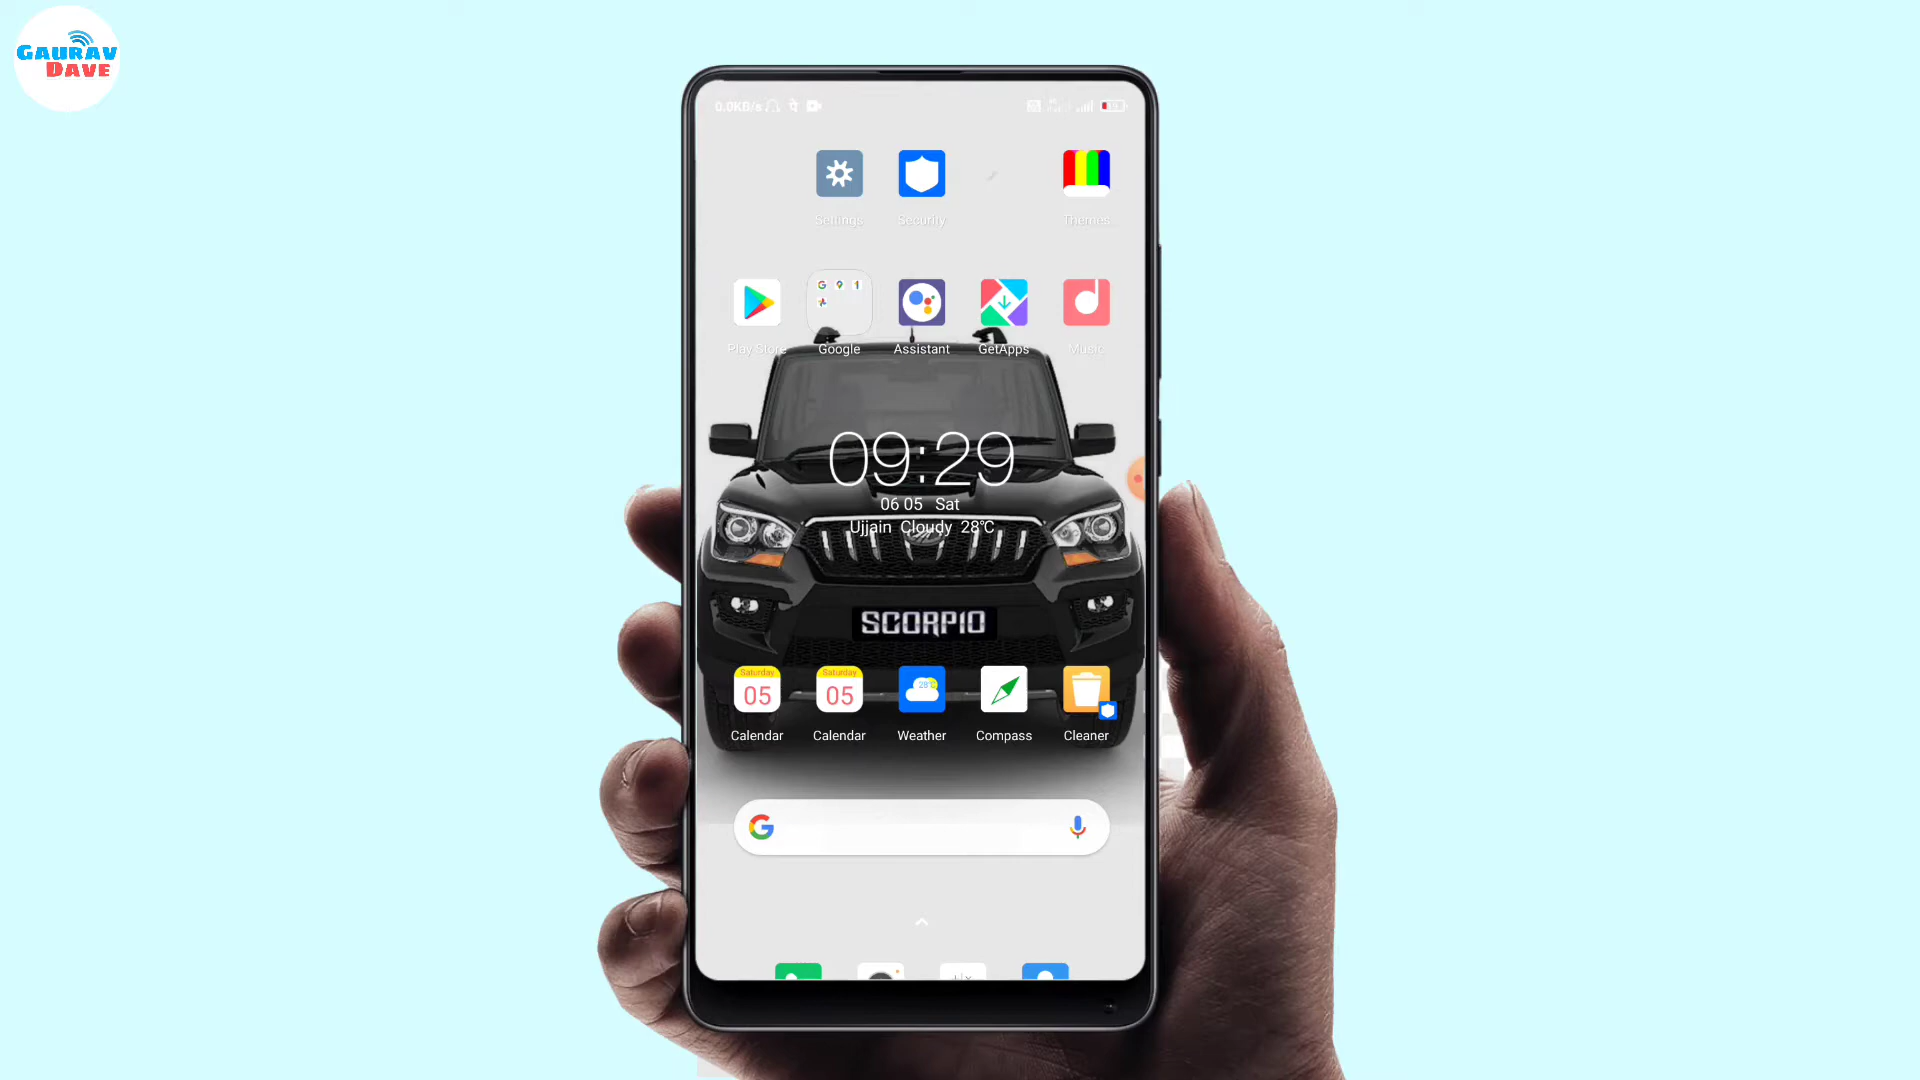 GAURAV
DAVE
0.0KB/s
Settings Security Themes
Play Store Google Assistant GetApps Music
09:29
06 05 Sat
Ujjain Cloudy 28℃
SCORPIO
Saturday Saturday
05 05 28°C
Calendar Calendar Weather Compass Cleaner